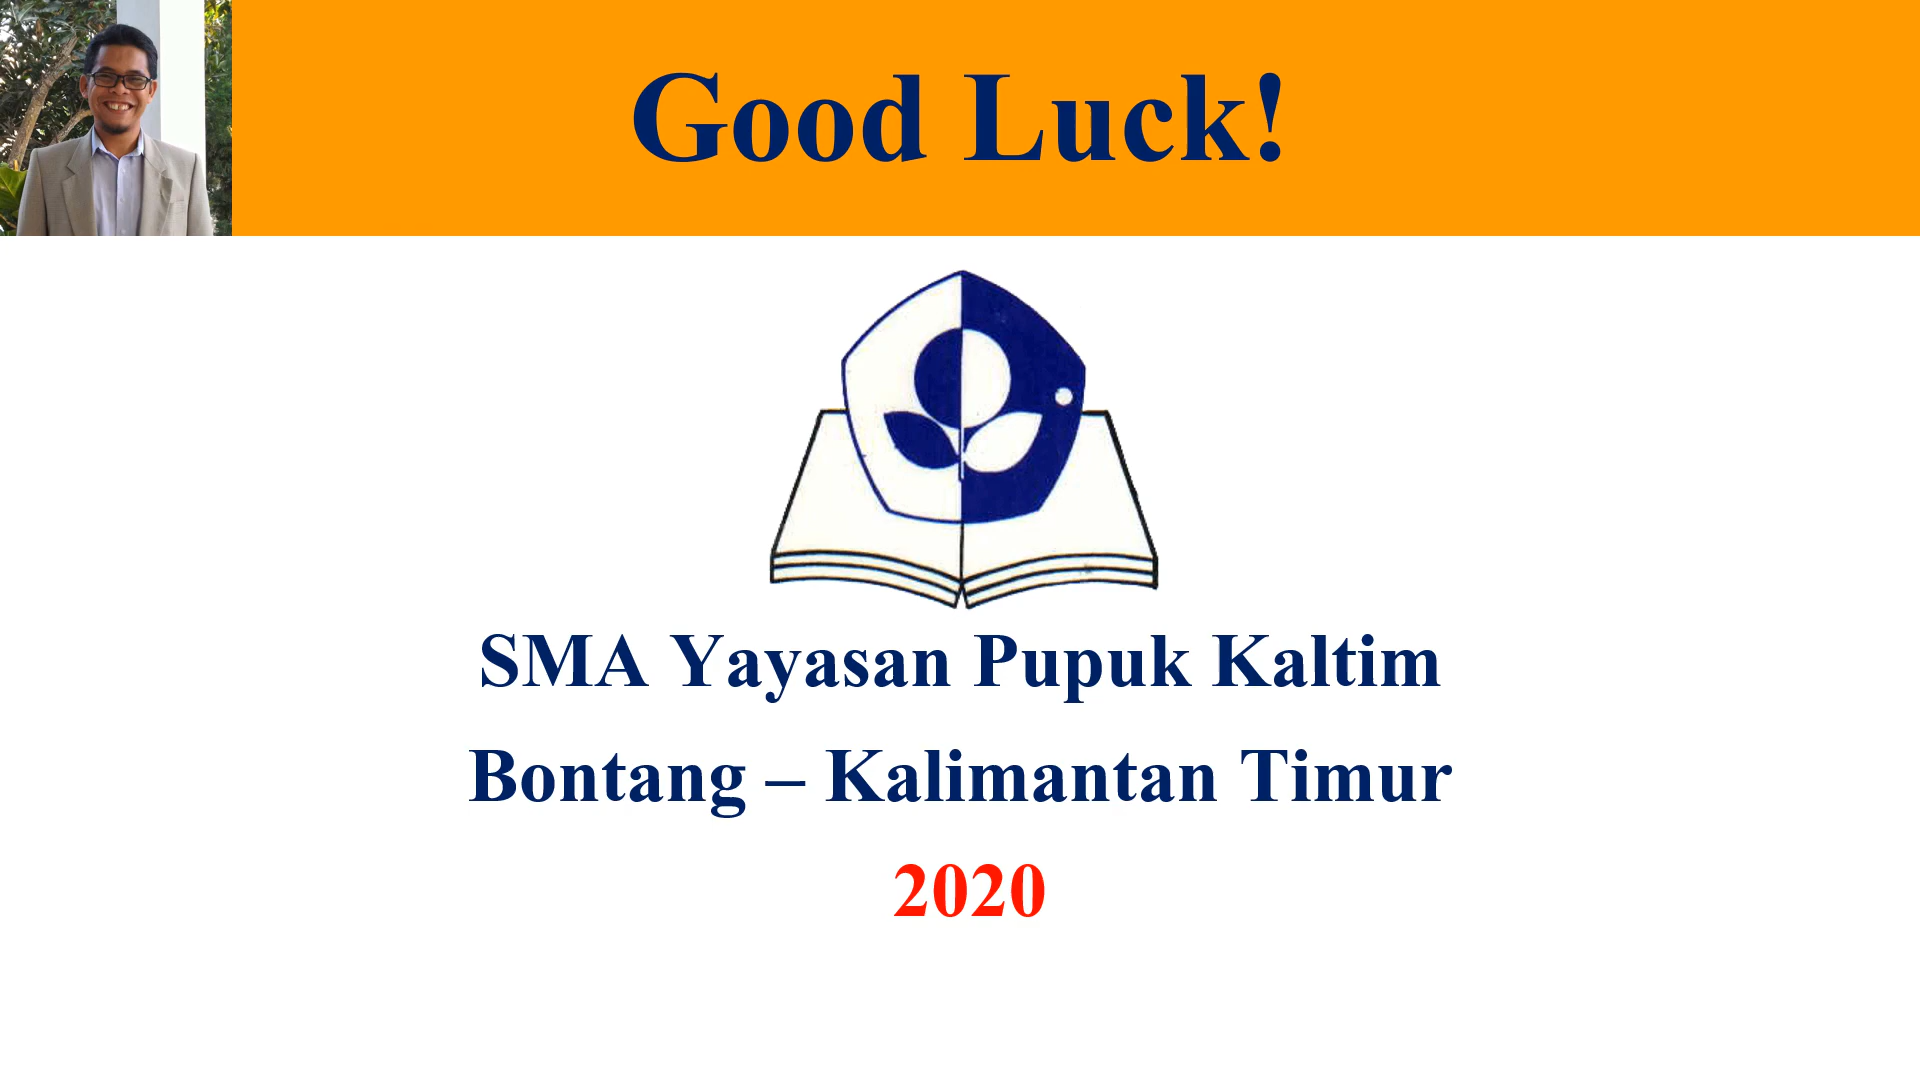 Good Luck!
SMA Yayasan Pupuk Kaltim
Bontang – Kalimantan Timur
2020